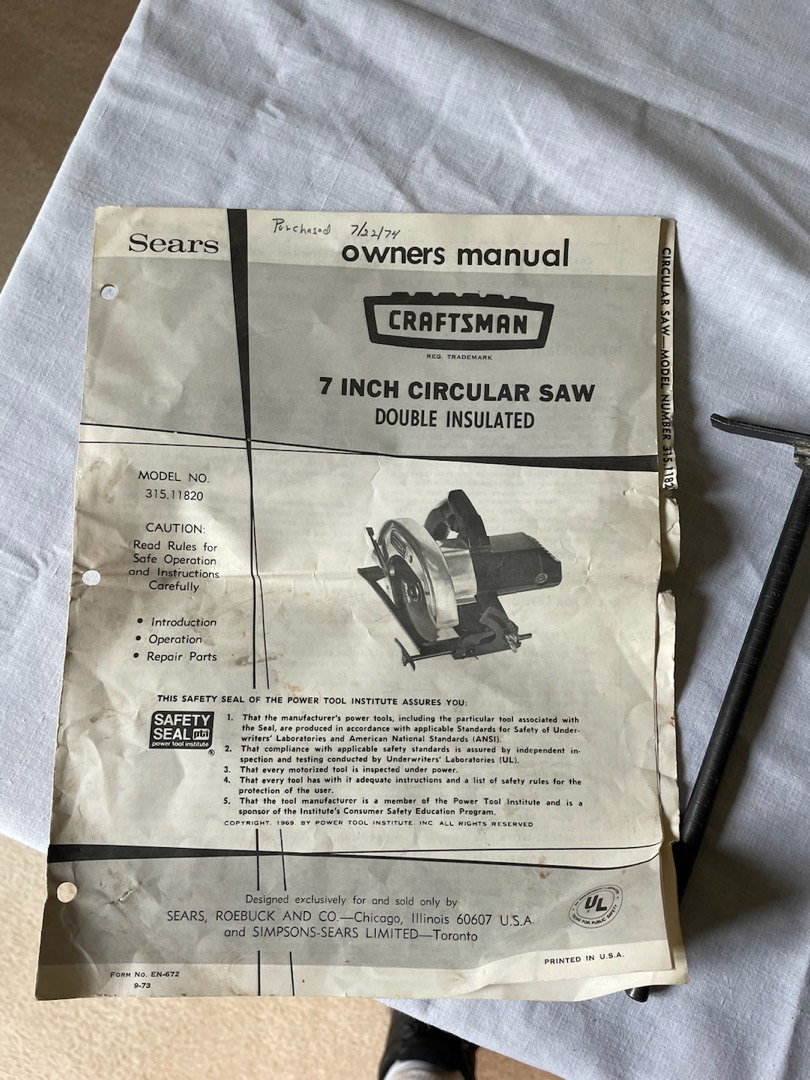 Purchased 7/22/74
Sears
owners manual
CRAFTSMAN
REG. TRADEMARK
7 INCH CIRCULAR SAW
DOUBLE INSULATED
CIRCULAR SAW—MODEL NUMBER 315.1182
MODEL NO.
315.11820
CAUTION:
Read Rules for
Safe Operation
and Instructions
Carefully
• Introduction
• Operation
• Repair Parts
THIS SAFETY SEAL OF THE POWER TOOL INSTITUTE ASSURES YOU:
SAFETY
SEAL pti
power tool institute
®
1. That the manufacturer's power tools, including the particular tool associated with
the Seal, are produced in accordance with applicable Standards for Safety of Under-
writers' Laboratories and American National Standards (ANSI).
2. That compliance with applicable safety standards is assured by independent in-
spection and testing conducted by Underwriters' Laboratories (UL).
3. That every motorized tool is inspected under power.
4. That every tool has with it adequate instructions and a list of safety rules for the
protection of the user.
5. That the tool manufacturer is a member of the Power Tool Institute and is a
sponsor of the Institute's Consumer Safety Education Program.
COPYRIGHT, 1969, BY POWER TOOL INSTITUTE, INC. ALL RIGHTS RESERVED
Designed exclusively for and sold only by
SEARS, ROEBUCK AND CO.—Chicago, Illinois 60607 U.S.A.
and SIMPSONS-SEARS LIMITED—Toronto
UL
PRINTED IN U.S.A.
FORM NO. EN-672
9-73